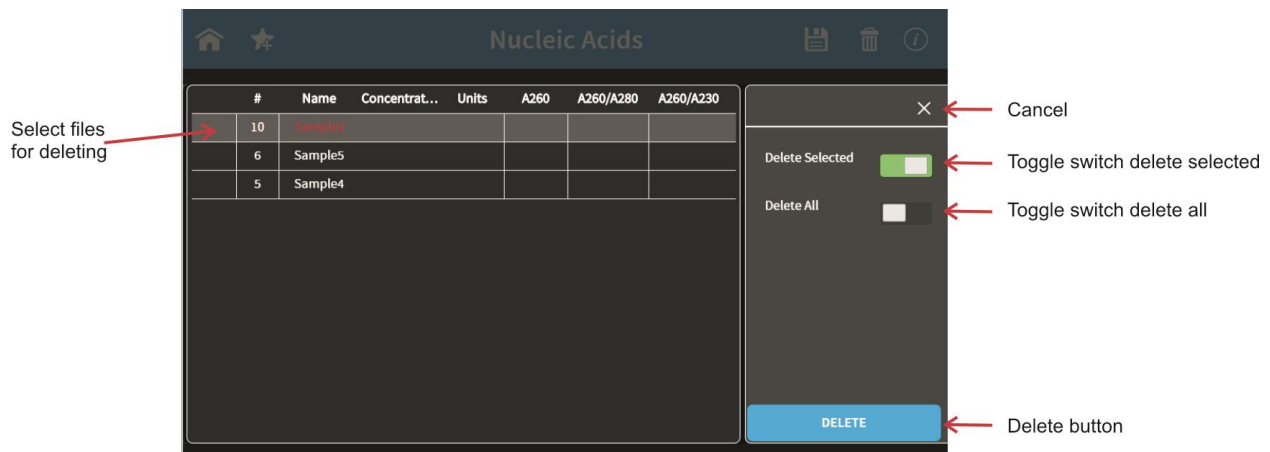 Nucleic Acids
# Name Concentrat... Units A260 A260/A280 A260/A230
10 Sample9
6 Sample5
5 Sample4
Select files
for deleting
Cancel
Delete Selected
Toggle switch delete selected
Delete All
Toggle switch delete all
DELETE
Delete button